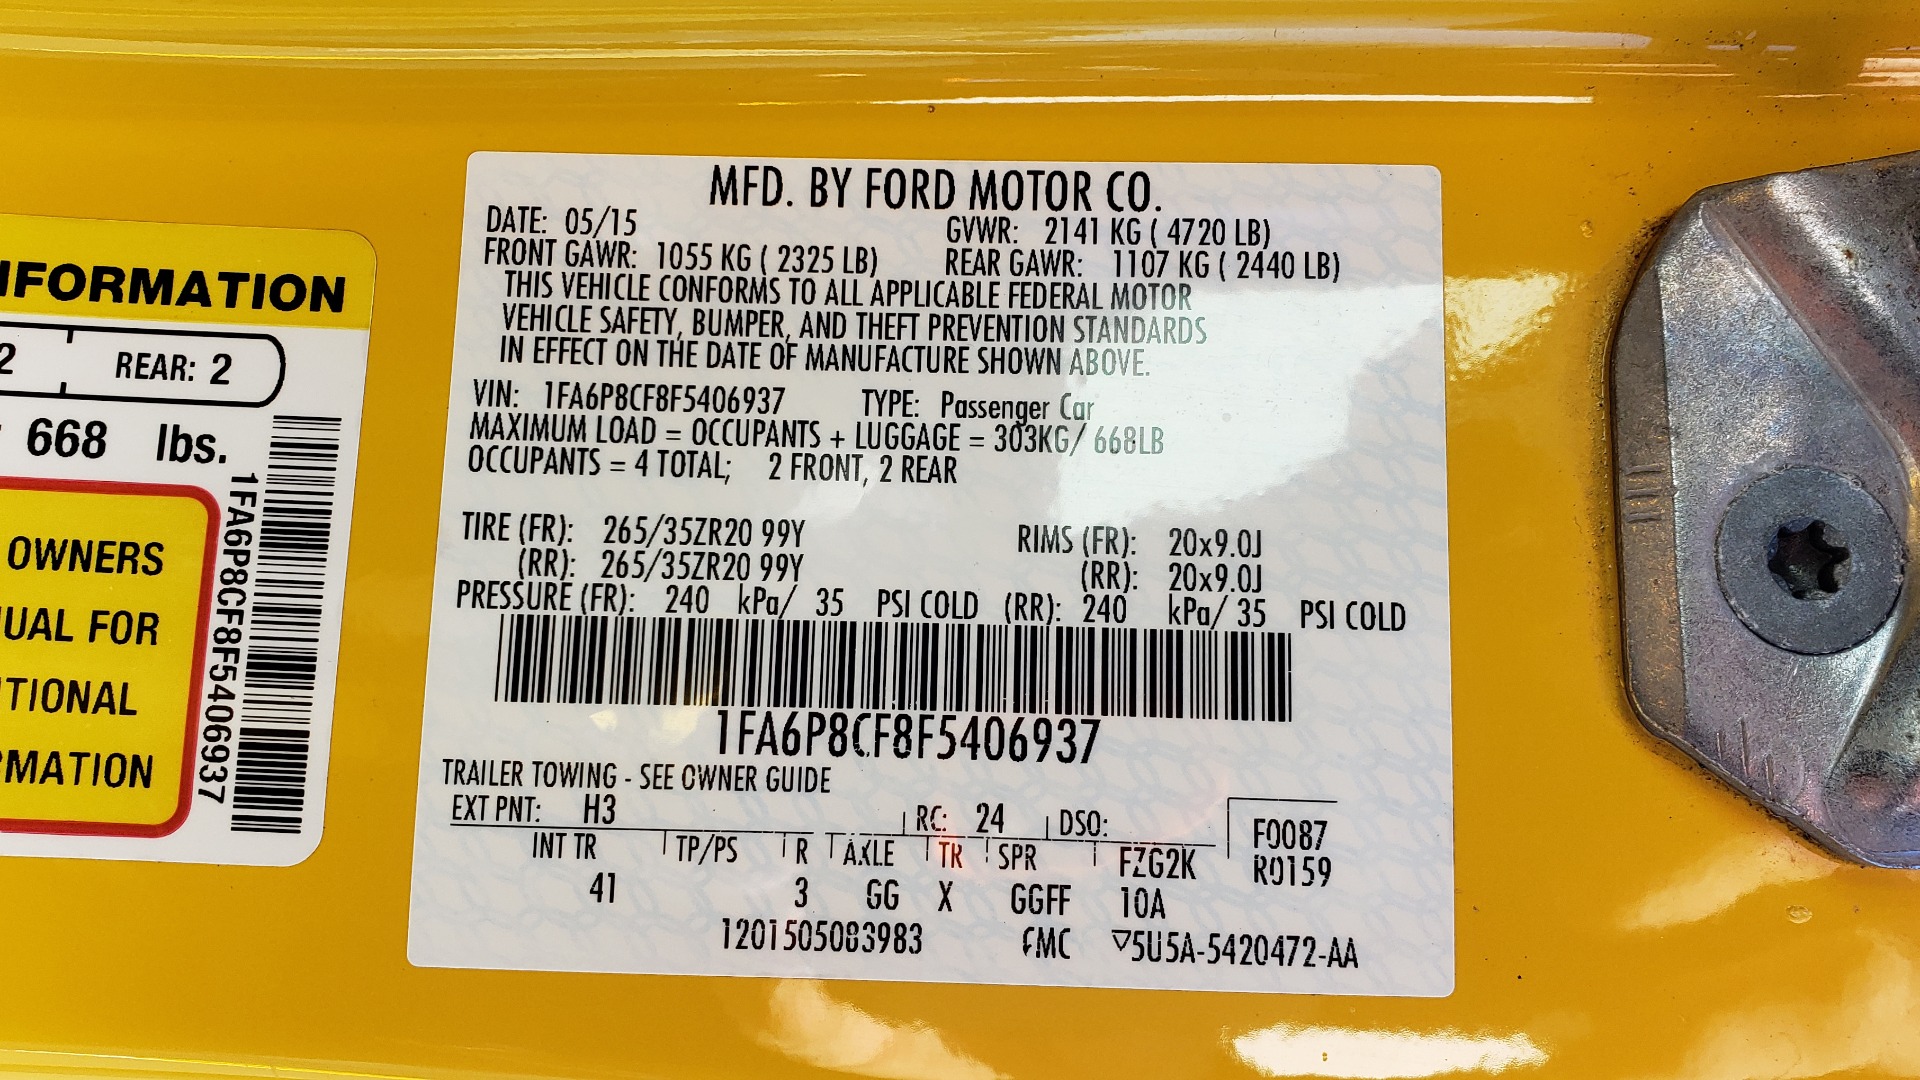 NFORMATION
2 REAR: 2
668 lbs.
OWNERS
UAL FOR
TIONAL
MATION
1FA6P8CF8F5406937
MFD. BY FORD MOTOR CO.
DATE: 05/15 GVWR: 2141 KG ( 4720 LB)
FRONT GAWR: 1055 KG ( 2325 LB) REAR GAWR: 1107 KG ( 2440 LB)
THIS VEHICLE CONFORMS TO ALL APPLICABLE FEDERAL MOTOR
VEHICLE SAFETY, BUMPER, AND THEFT PREVENTION STANDARDS
IN EFFECT ON THE DATE OF MANUFACTURE SHOWN ABOVE.
VIN: 1FA6P8CF8F5406937 TYPE: Passenger Car
MAXIMUM LOAD = OCCUPANTS + LUGGAGE = 303KG/ 668LB
OCCUPANTS = 4 TOTAL; 2 FRONT, 2 REAR
TIRE (FR): 265/35ZR20 99Y RIMS (FR): 20x9.0J
(RR): 265/35ZR20 99Y (RR): 20x9.0J
PRESSURE (FR): 240 kPa/ 35 PSI COLD (RR): 240 kPa/ 35 PSI COLD
1FA6P8CF8F5406937
TRAILER TOWING - SEE OWNER GUIDE
EXT PNT: H3 RC: 24 DSO: F0087
INT TR TP/PS R AXLE TR SPR FZG2K R0159
41 3 GG X GGFF 10A
1201505083983 FMC ▽5U5A-5420472-AA